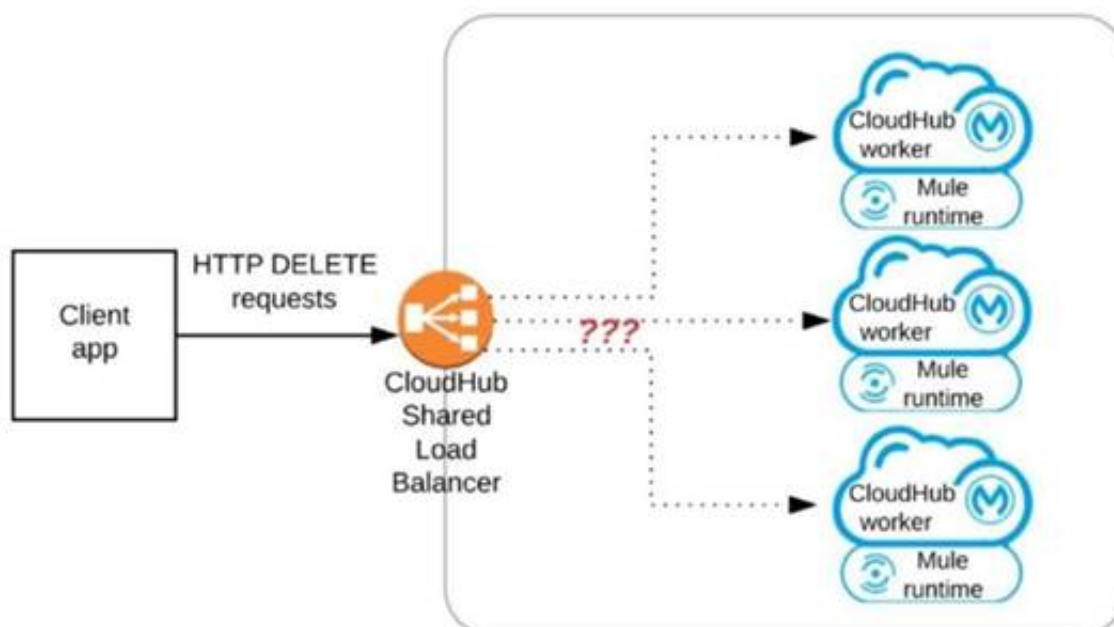 Client
app
HTTP DELETE
requests
CloudHub
Shared
Load
Balancer
???
CloudHub
worker
Mule
runtime
CloudHub
worker
Mule
runtime
CloudHub
worker
Mule
runtime